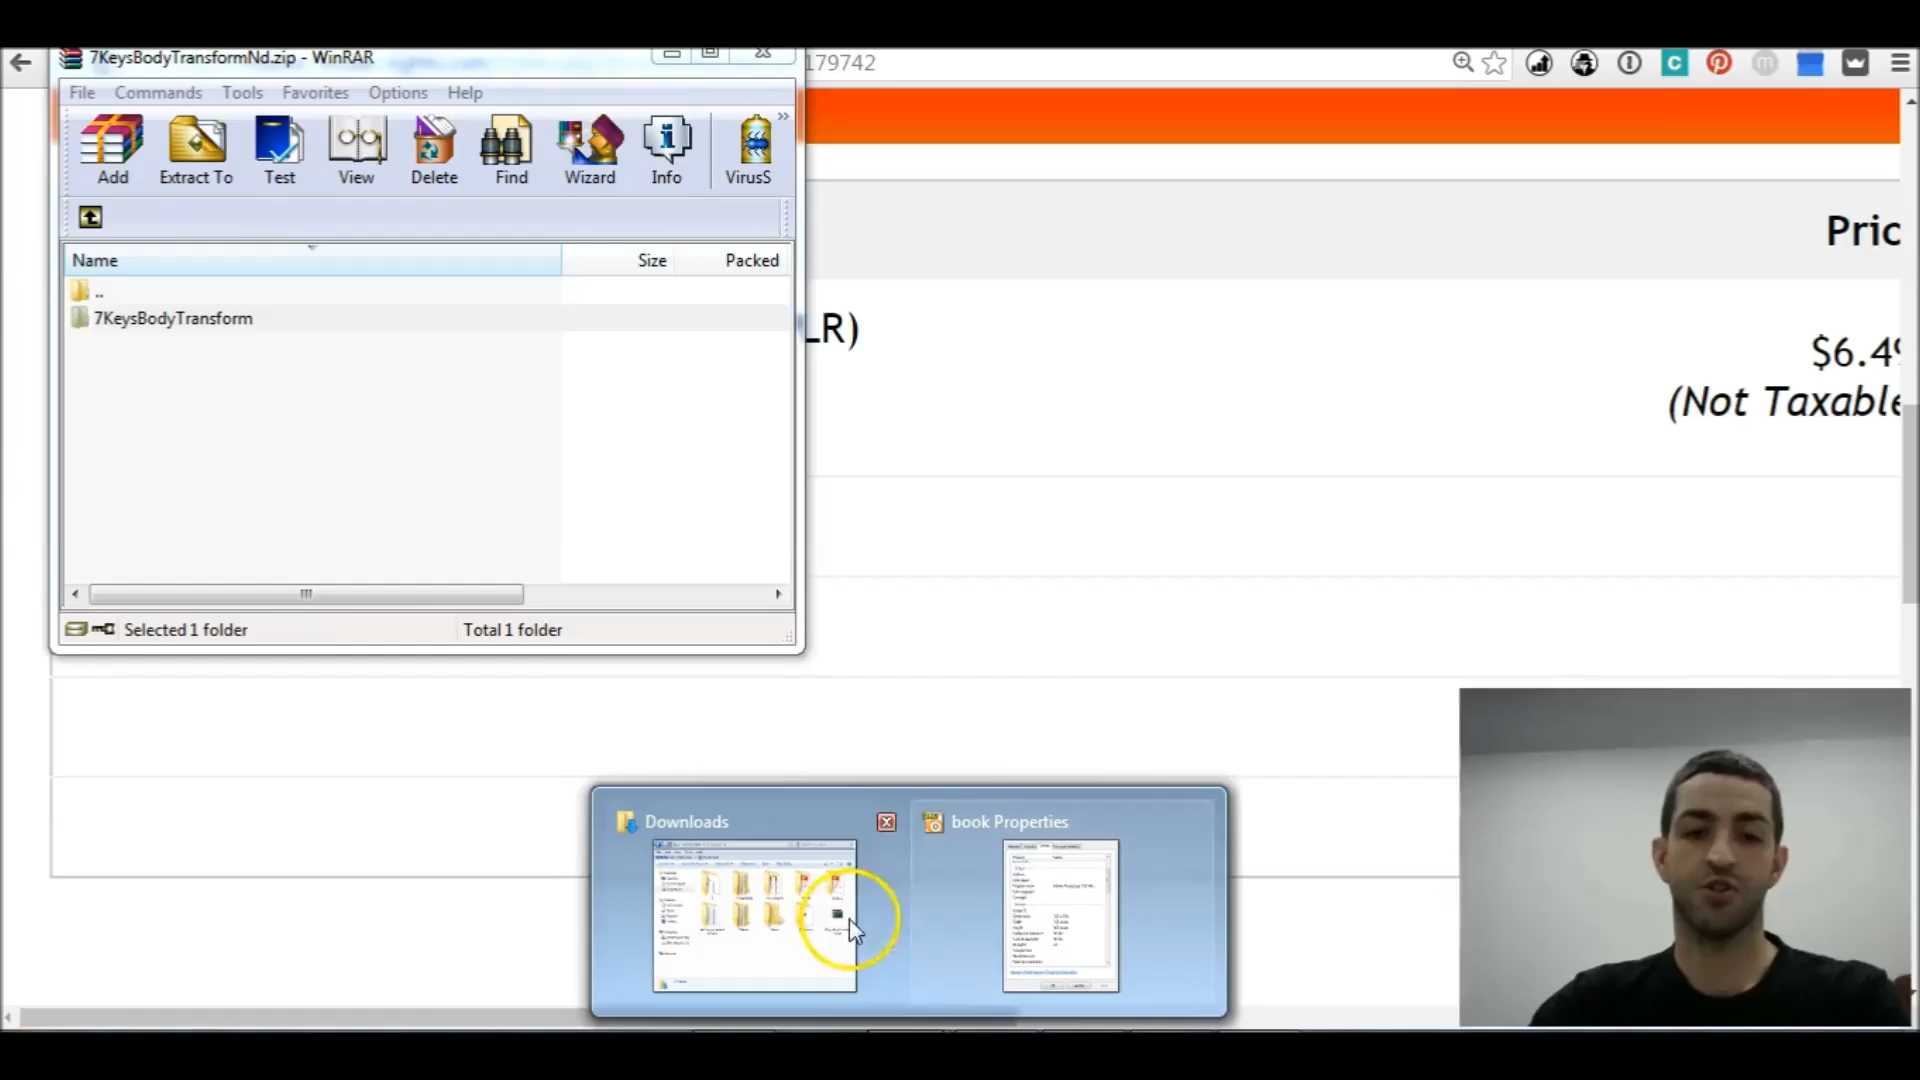 7KeysBodyTransformNd.zip - WinRAR
179742
File Commands Tools Favorites Options Help
Add Extract To Test View Delete Find Wizard Info VirusS
Name Size Packed
..
7KeysBodyTransform
Selected 1 folder Total 1 folder
Pric
LR)
$6.49
(Not Taxable
Downloads
book Properties